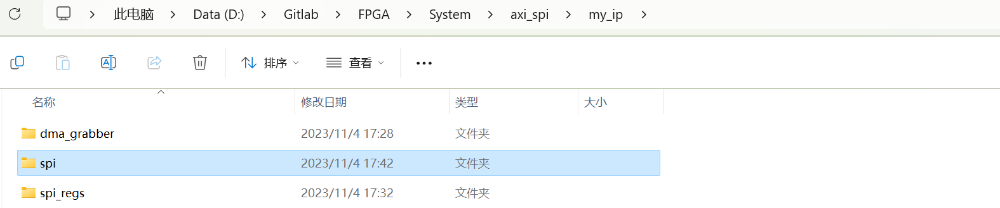 此电脑 > Data (D:) > Gitlab > FPGA > System > axi_spi > my_ip >
排序 查看
名称 修改日期 类型 大小
dma_grabber 2023/11/4 17:28 文件夹
spi 2023/11/4 17:42 文件夹
spi_regs 2023/11/4 17:32 文件夹